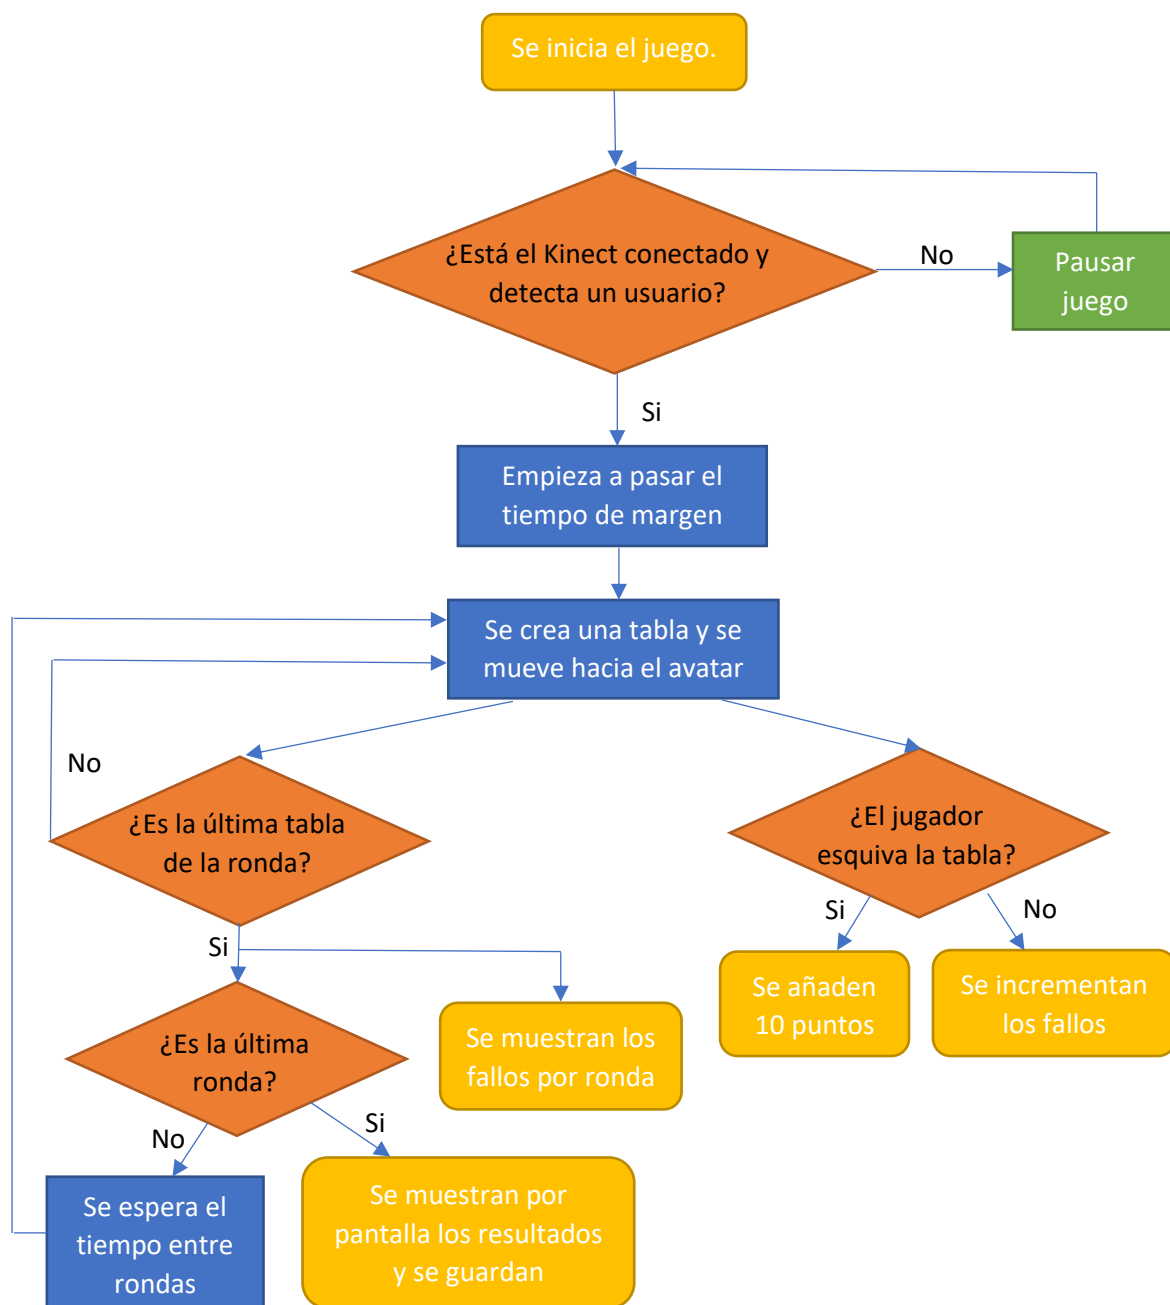 Se inicia el juego.
¿Está el Kinect conectado y
detecta un usuario?
No
Pausar
juego
Si
Empieza a pasar el
tiempo de margen
Se crea una tabla y se
mueve hacia el avatar
No
¿Es la última tabla
de la ronda?
¿El jugador
esquiva la tabla?
Si
No
Si
Se añaden
10 puntos
Se incrementan
los fallos
Se muestran los
fallos por ronda
¿Es la última
ronda?
No
Si
Se espera el
tiempo entre
rondas
Se muestran por
pantalla los resultados
y se guardan